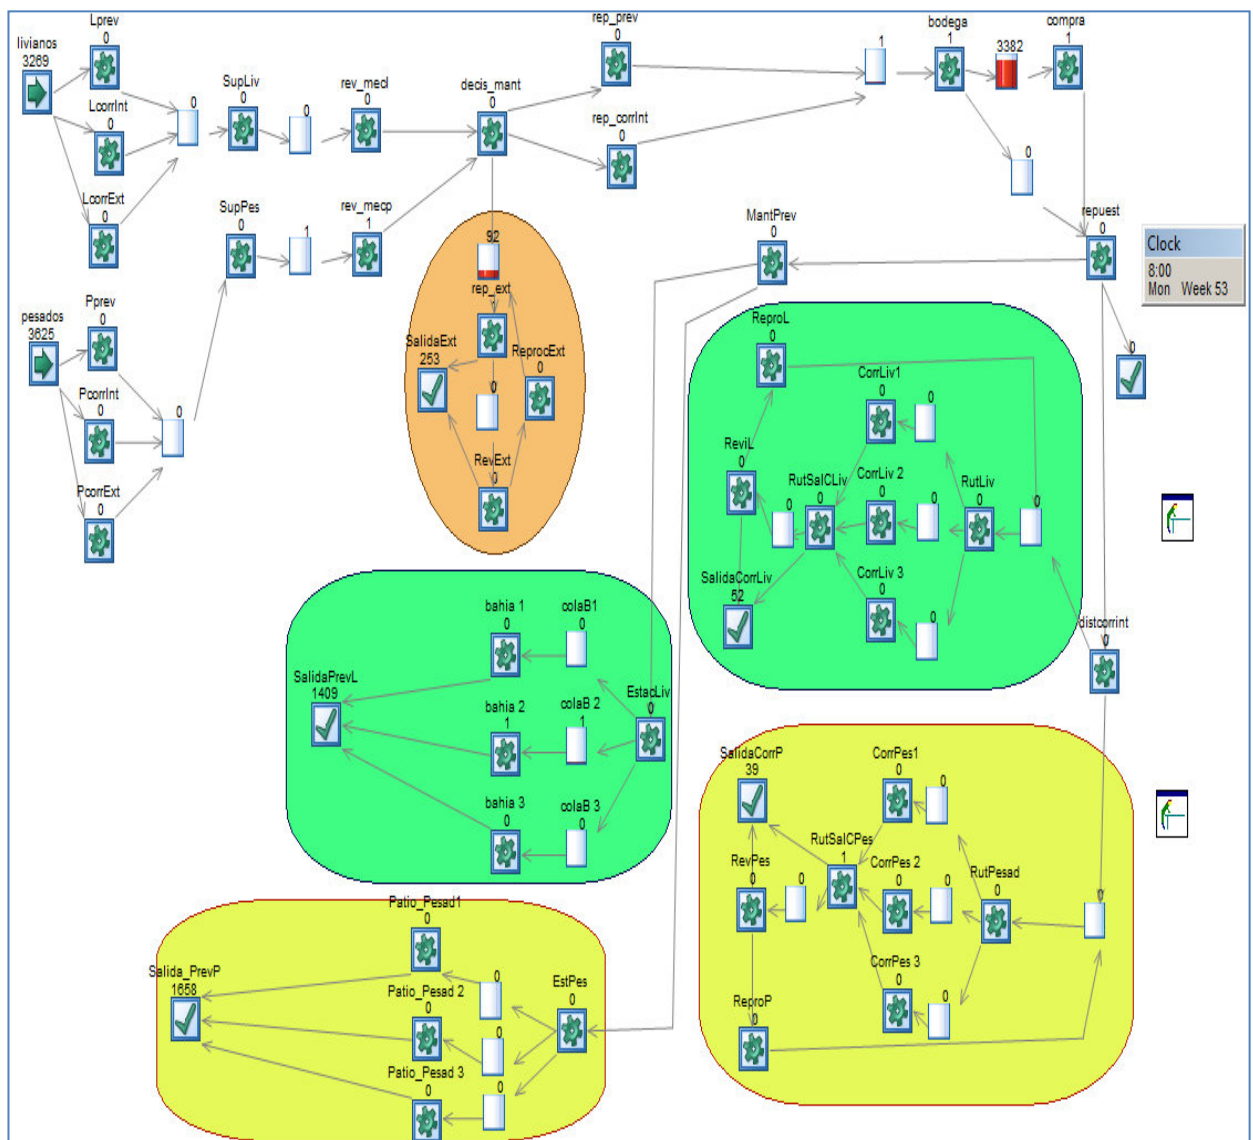 livianos
3269
Lprev
0
LcorrInt
0
LcorrExt
0
0
SupLiv
0
0
rev_mecl
0
decis_mant
0
rep_prev
0
rep_corrInt
0
1
bodega
1
3382
compra
1
0
repuest
0
0
Clock
8:00
Mon Week 53
pesados
3625
Pprev
0
PcorrInt
0
PcorrExt
0
0
SupPes
0
1
rev_mecp
1
92
rep_ext
SalidaExt
253
ReprocExt
0
0
RevExt
0
MantPrev
0
ReproL
0
CorrLiv1
0
0
ReviL
0
0
RutSalCLiv
0
CorrLiv 2
0
0
RutLiv
0
0
CorrLiv 3
0
0
SalidaCorrLiv
52
distcorrint
0
bahia 1
0
colaB1
0
SalidaPrevL
1409
bahia 2
1
colaB 2
1
EstacLiv
0
bahia 3
0
colaB 3
0
SalidaCorrP
39
CorrPes1
0
0
RutSalCPes
1
RevPes
0
0
CorrPes 2
0
0
RutPesad
0
0
CorrPes 3
0
0
ReproP
0
Patio_Pesad1
0
0
Salida_PrevP
1658
Patio_Pesad 2
0
0
EstPes
0
Patio_Pesad 3
0
0